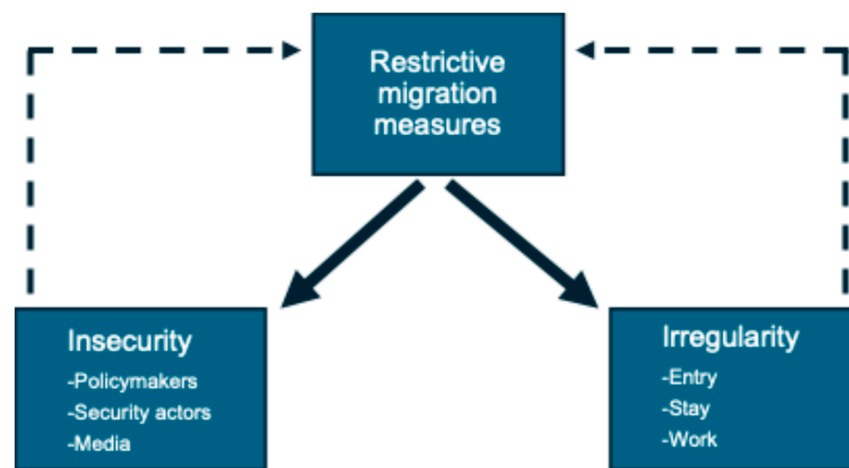 Restrictive
migration
measures
Insecurity
-Policymakers
-Security actors
-Media
Irregularity
-Entry
-Stay
-Work